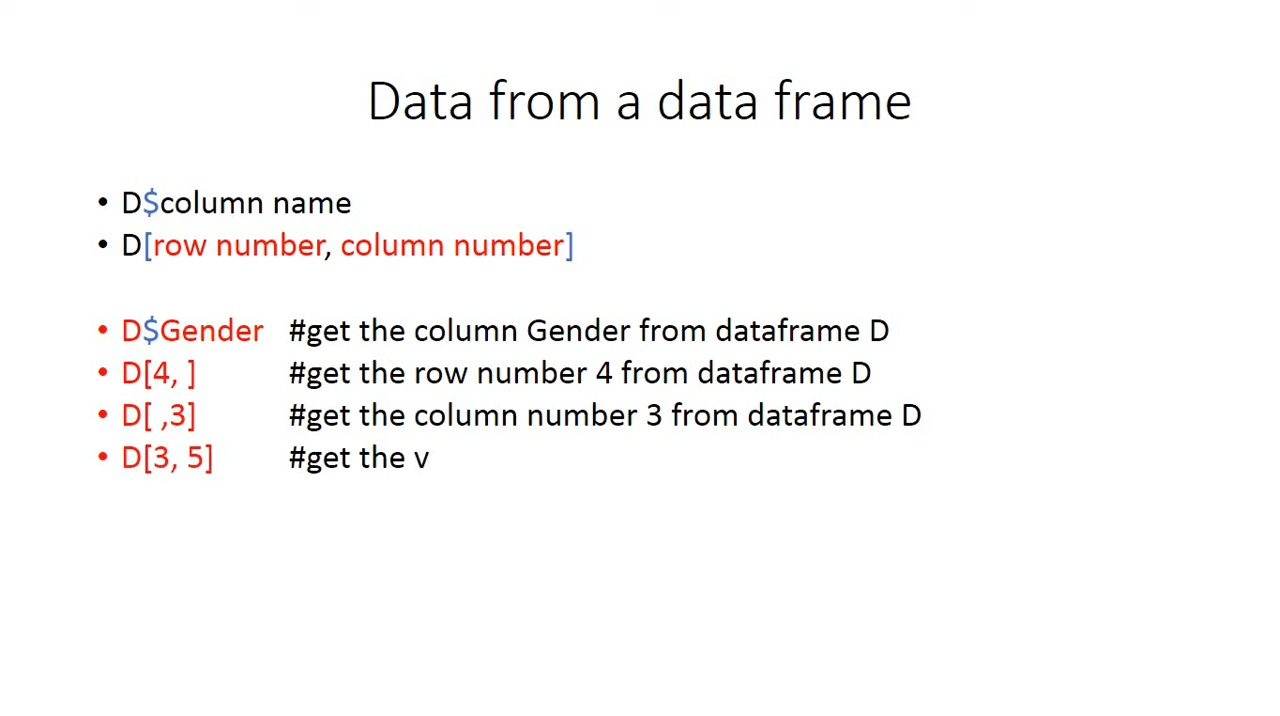 Data from a data frame
• D$column name
• D[row number, column number]
• D$Gender #get the column Gender from dataframe D
• D[4, ] #get the row number 4 from dataframe D
• D[ ,3] #get the column number 3 from dataframe D
• D[3, 5] #get the v